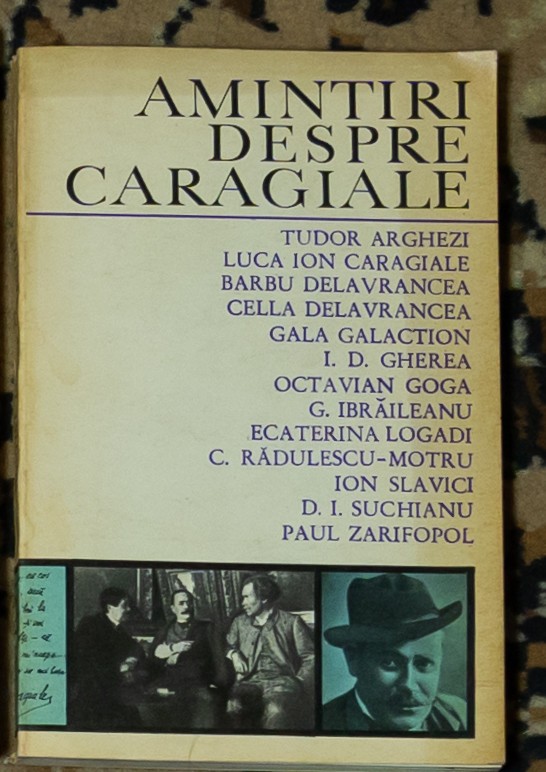 AMINTIRI
DESPRE
CARAGIALE
TUDOR ARGHEZI
LUCA ION CARAGIALE
BARBU DELAVRANCEA
CELLA DELAVRANCEA
GALA GALACTION
I. D. GHEREA
OCTAVIAN GOGA
G. IBRĂILEANU
ECATERINA LOGADI
C. RĂDULESCU-MOTRU
ION SLAVICI
D. I. SUCHIANU
PAUL ZARIFOPOL